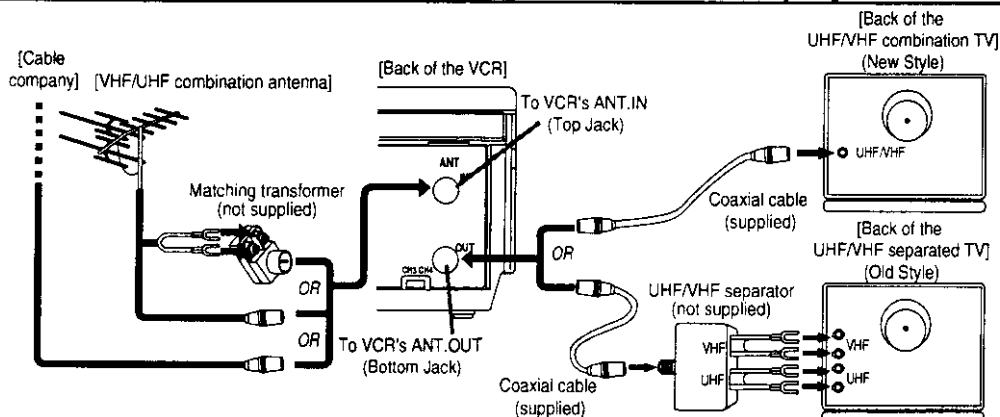 [Cable
company]
[VHF/UHF combination antenna]
[Back of the VCR]
[Back of the
UHF/VHF combination TV]
(New Style)
To VCR's ANT.IN
(Top Jack)
ANT
UHF/VHF
Matching transformer
(not supplied)
Coaxial cable
(supplied)
OUT
CH3 CH4
OR
OR
OR
To VCR's ANT.OUT
(Bottom Jack)
[Back of the
UHF/VHF separated TV]
(Old Style)
UHF/VHF separator
(not supplied)
VHF
UHF
VHF
UHF
Coaxial cable
(supplied)